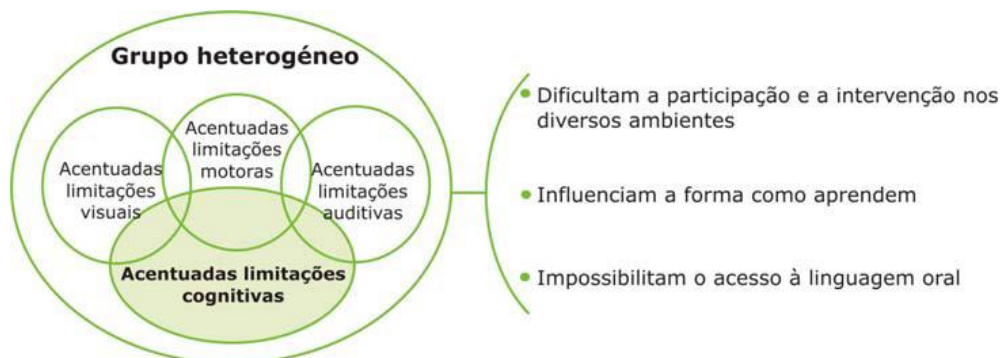 Grupo heterogéneo
Acentuadas
limitações
motoras
Acentuadas
limitações
visuais
Acentuadas
limitações
auditivas
Acentuadas limitações
cognitivas
Dificultam a participação e a intervenção nos
diversos ambientes
Influenciam a forma como aprendem
Impossibilitam o acesso à linguagem oral